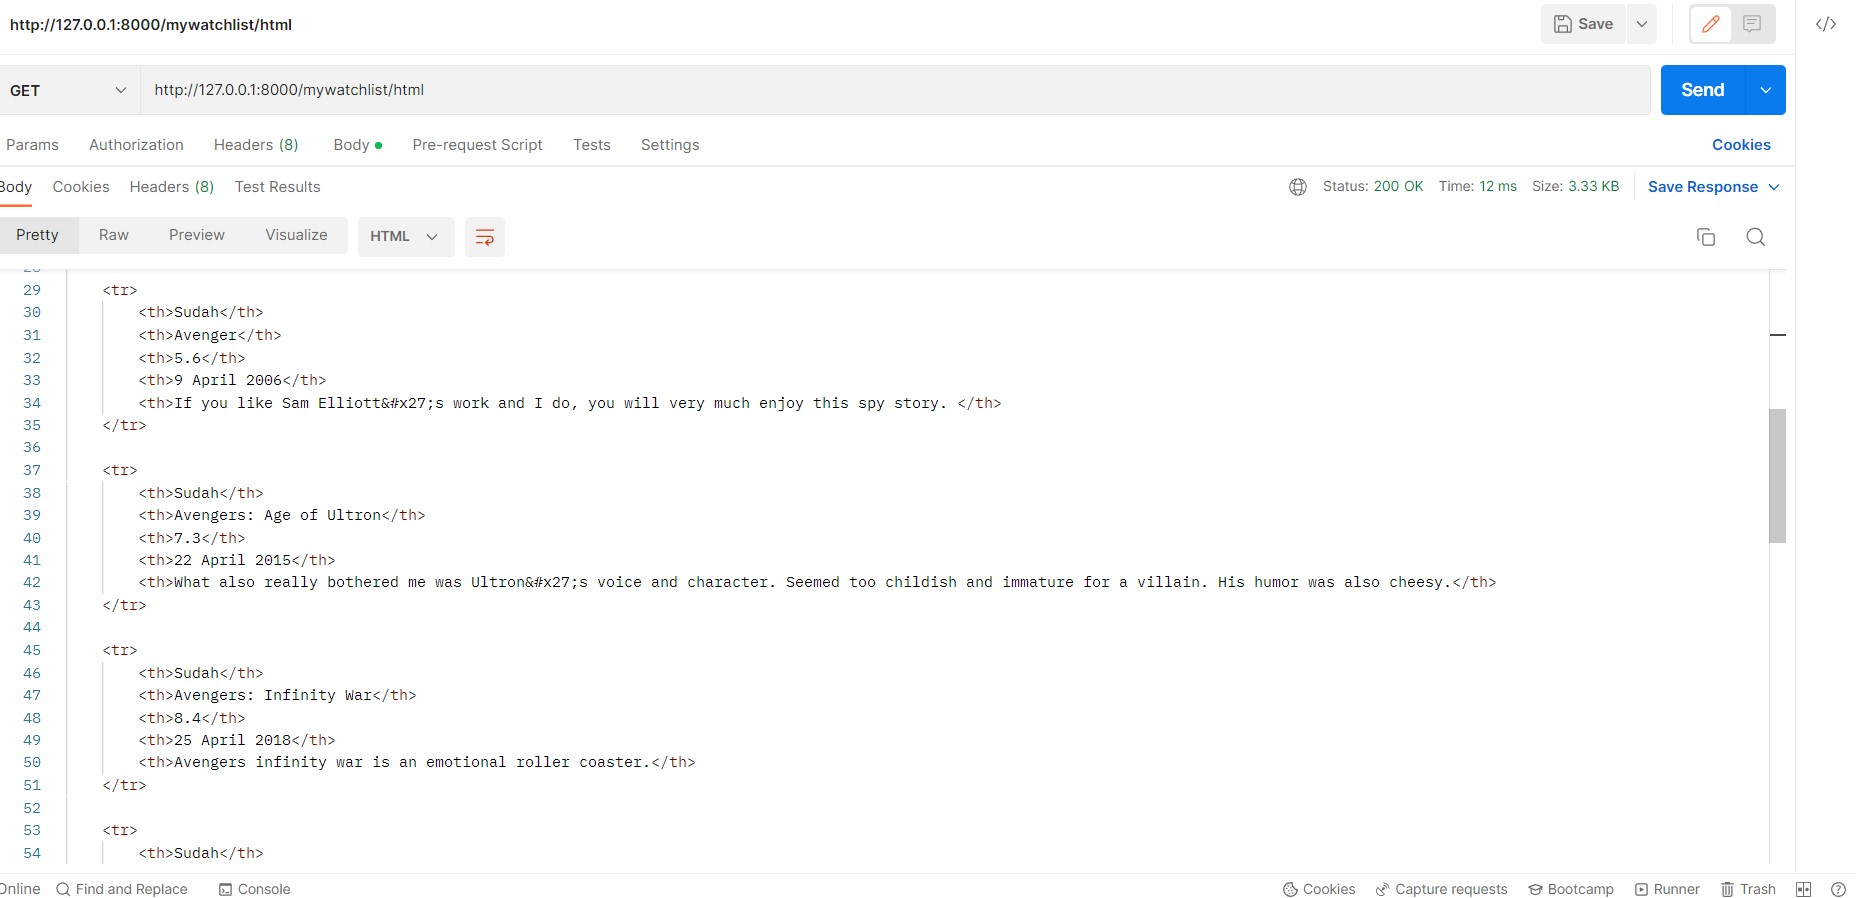 http://127.0.0.1:8000/mywatchlist/html
Save
GET http://127.0.0.1:8000/mywatchlist/html Send
Params Authorization Headers (8) Body Pre-request Script Tests Settings Cookies
Body Cookies Headers (8) Test Results Status: 200 OK Time: 12 ms Size: 3.33 KB Save Response
Pretty Raw Preview Visualize HTML
29 <tr>
30 <th>Sudah</th>
31 <th>Avenger</th>
32 <th>5.6</th>
33 <th>9 April 2006</th>
34 <th>If you like Sam Elliott&#x27;s work and I do, you will very much enjoy this spy story. </th>
35 </tr>
36
37 <tr>
38 <th>Sudah</th>
39 <th>Avengers: Age of Ultron</th>
40 <th>7.3</th>
41 <th>22 April 2015</th>
42 <th>What also really bothered me was Ultron&#x27;s voice and character. Seemed too childish and immature for a villain. His humor was also cheesy.</th>
43 </tr>
44
45 <tr>
46 <th>Sudah</th>
47 <th>Avengers: Infinity War</th>
48 <th>8.4</th>
49 <th>25 April 2018</th>
50 <th>Avengers infinity war is an emotional roller coaster.</th>
51 </tr>
52
53 <tr>
54 <th>Sudah</th>
Online Find and Replace Console Cookies Capture requests Bootcamp Runner Trash